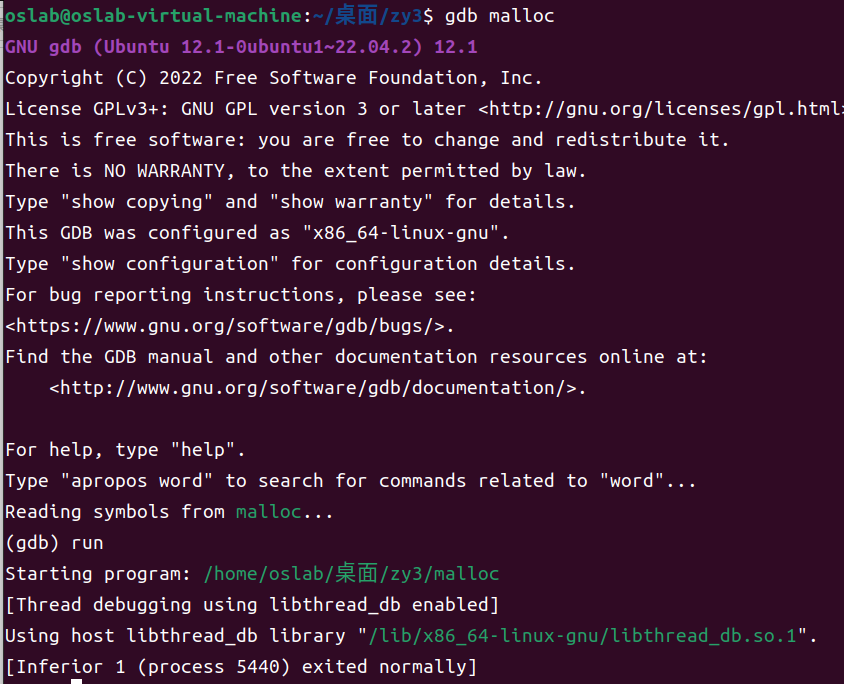 oslab@oslab-virtual-machine:~/桌面/zy3$ gdb malloc
GNU gdb (Ubuntu 12.1-0ubuntu1~22.04.2) 12.1
Copyright (C) 2022 Free Software Foundation, Inc.
License GPLv3+: GNU GPL version 3 or later <http://gnu.org/licenses/gpl.html>
This is free software: you are free to change and redistribute it.
There is NO WARRANTY, to the extent permitted by law.
Type "show copying" and "show warranty" for details.
This GDB was configured as "x86_64-linux-gnu".
Type "show configuration" for configuration details.
For bug reporting instructions, please see:
<https://www.gnu.org/software/gdb/bugs/>.
Find the GDB manual and other documentation resources online at:
    <http://www.gnu.org/software/gdb/documentation/>.
For help, type "help".
Type "apropos word" to search for commands related to "word"...
Reading symbols from malloc...
(gdb) run
Starting program: /home/oslab/桌面/zy3/malloc
[Thread debugging using libthread_db enabled]
Using host libthread_db library "/lib/x86_64-linux-gnu/libthread_db.so.1".
[Inferior 1 (process 5440) exited normally]